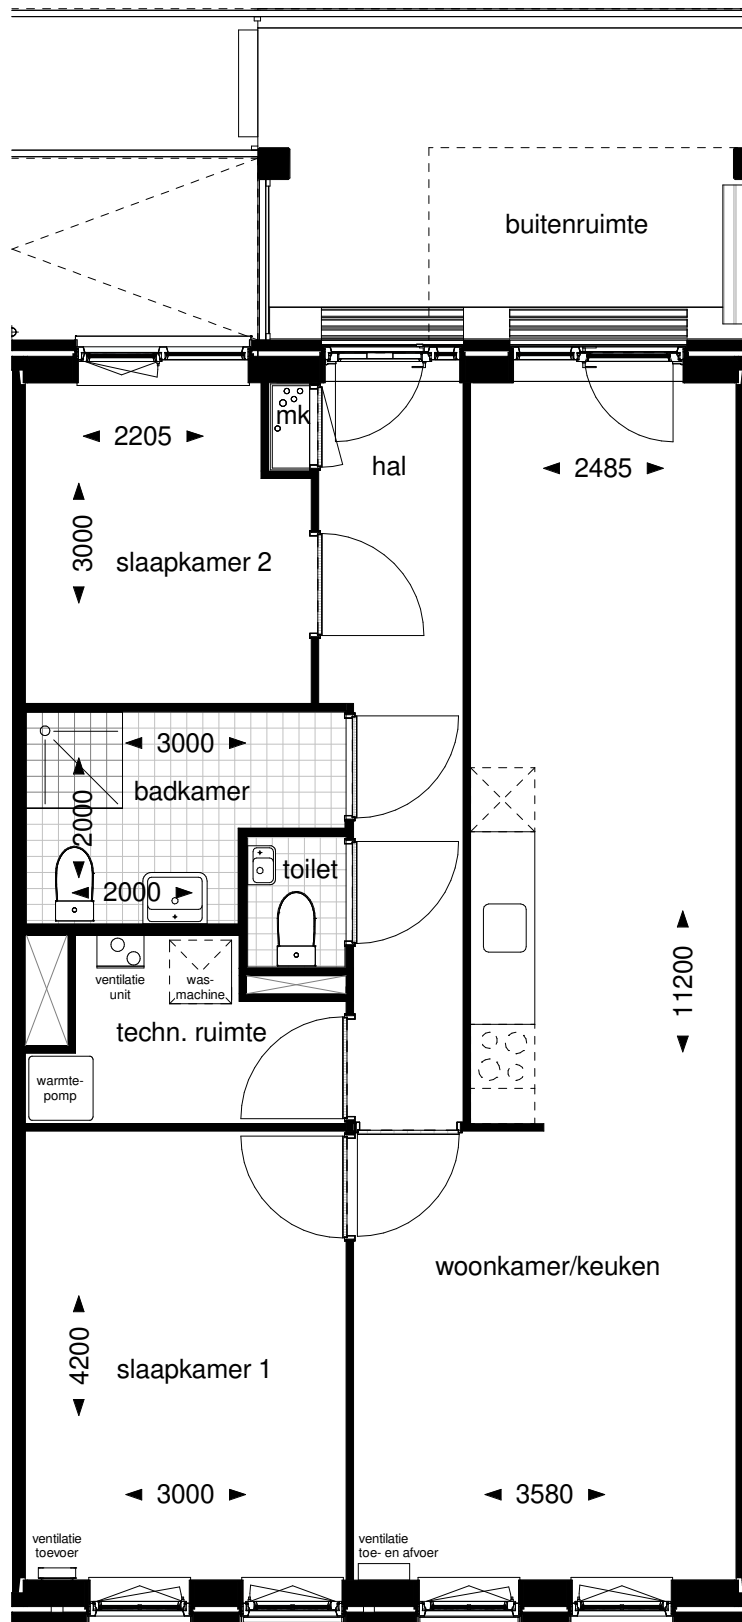 buitenruimte
mk
2205
hal
2485
3000
slaapkamer 2
3000
badkamer
2000
toilet
2000
ventilatie
unit
was-
machine
11200
techn. ruimte
warmte-
pomp
woonkamer/keuken
4200
slaapkamer 1
3000
3580
ventilatie
toevoer
ventilatie
toe- en afvoer